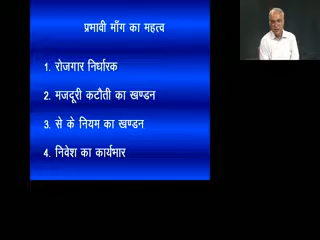 प्रभावी माँग का महत्व
1. रोजगार निर्धारक
2. मजदूरी कटौती का खण्डन
3. से के नियम का खण्डन
4. निवेश का कार्यभार